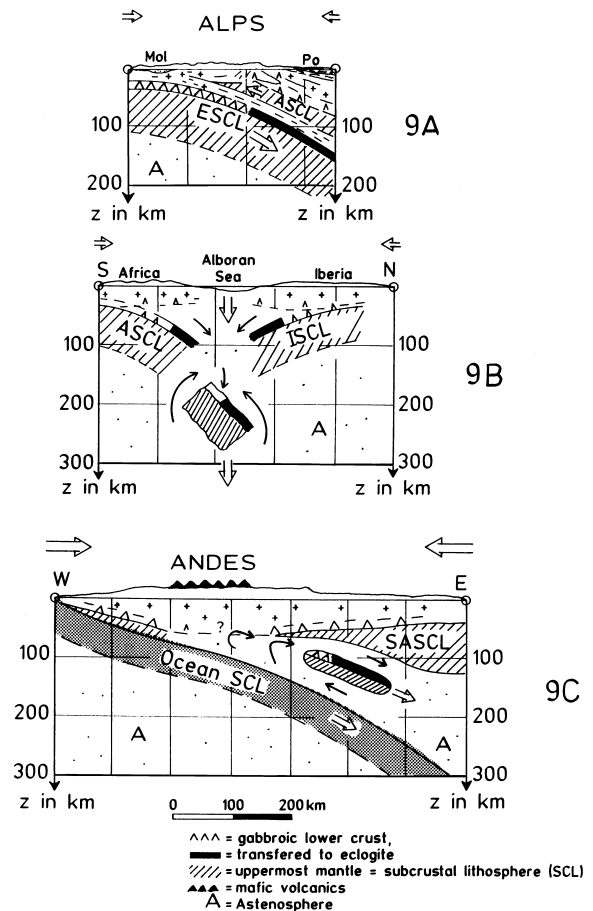 ALPS
Mol Po
ASCL
ESCL
100 100
A
200 200
z in km z in km
9A
S Africa Alboran Sea Iberia N
ASCL ISCL
100 100
200 200
A
300 300
z in km z in km
9B
ANDES
W E
?
SASCL
100 100
Ocean SCL
200 200
A A
300 300
z in km z in km
9C
0 100 200 km
^^^ = gabbroic lower crust,
= transfered to eclogite
= uppermost mantle = subcrustal lithosphere (SCL)
= mafic volcanics
A = Astenosphere